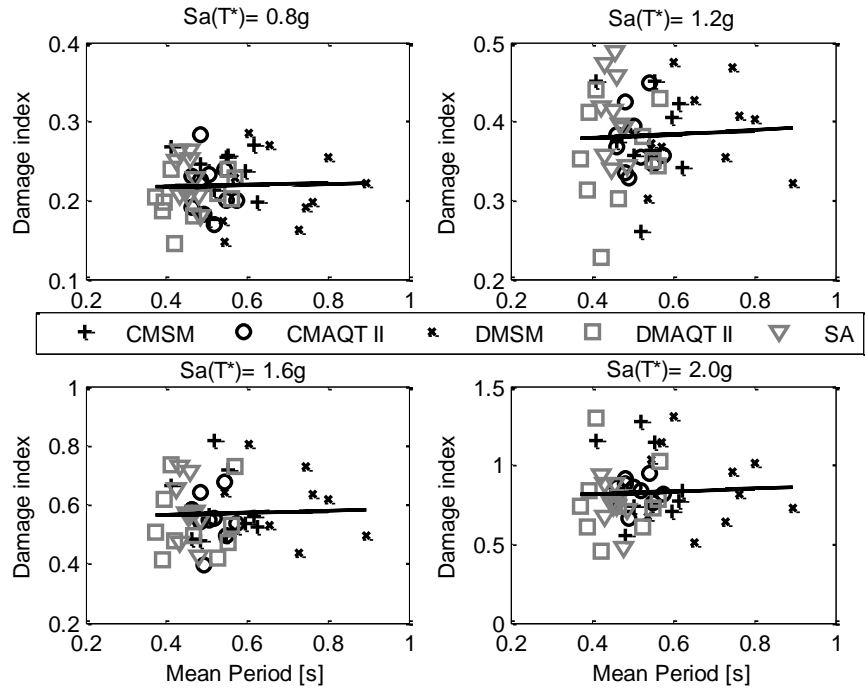 Sa(T*)= 0.8g
Sa(T*)= 1.2g
Damage index
0.4
0.3
0.2
0.1
0.2 0.4 0.6 0.8 1
Damage index
0.5
0.4
0.3
0.2
0.2 0.4 0.6 0.8 1
CMSM CMAQT II DMSM DMAQT II SA
Sa(T*)= 1.6g
Sa(T*)= 2.0g
Damage index
1
0.8
0.6
0.4
0.2
0.2 0.4 0.6 0.8 1
Mean Period [s]
Damage index
1.5
1
0.5
0
0.2 0.4 0.6 0.8 1
Mean Period [s]